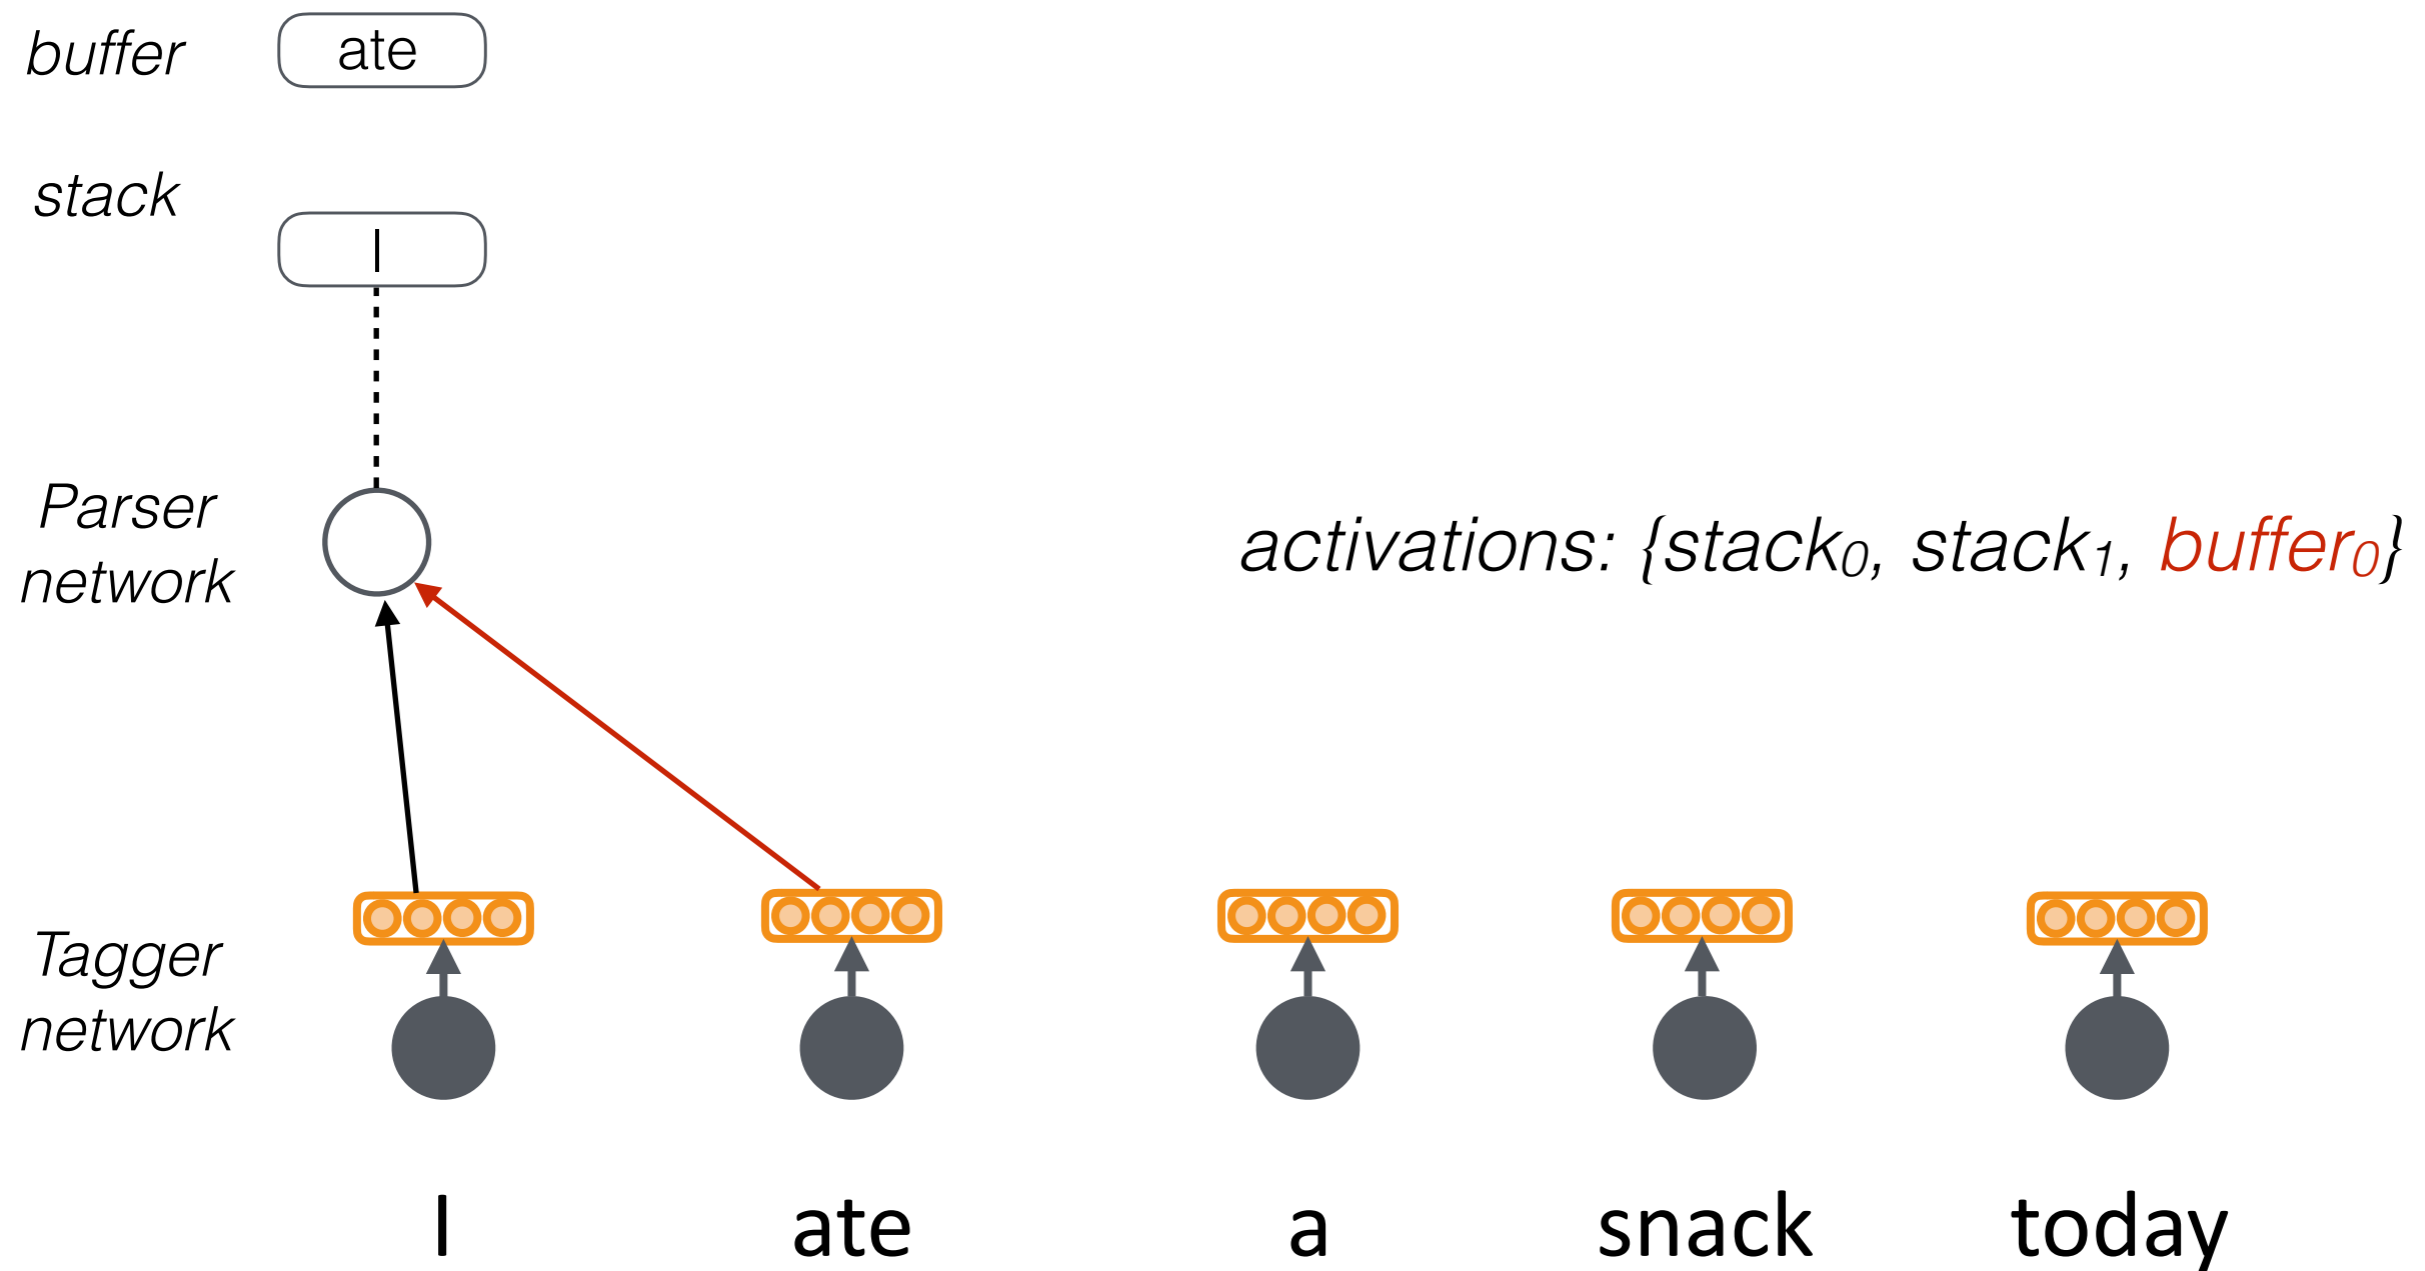 buffer ate
stack
I
Parser
network
activations: {stack₀, stack₁, buffer₀}
Tagger
network
I ate a snack today